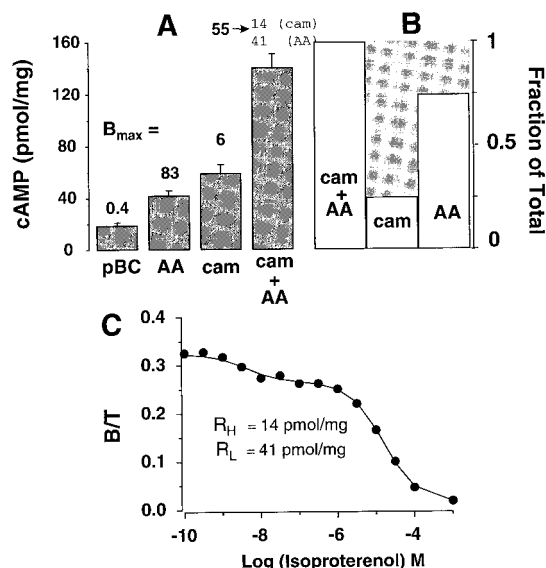 A
55 → 14 (cam)
41 (AA)
B
160
120
80
40
0
cAMP (pmol/mg)
Bmax =
0.4
83
6
pBC
AA
cam
cam
+
AA
cam
+
AA
cam
AA
1
0.5
0
Fraction of Total
C
0.4
0.3
0.2
0.1
0.0
B/T
RH = 14 pmol/mg
RL = 41 pmol/mg
-10
-8
-6
-4
-2
Log (Isoproterenol) M